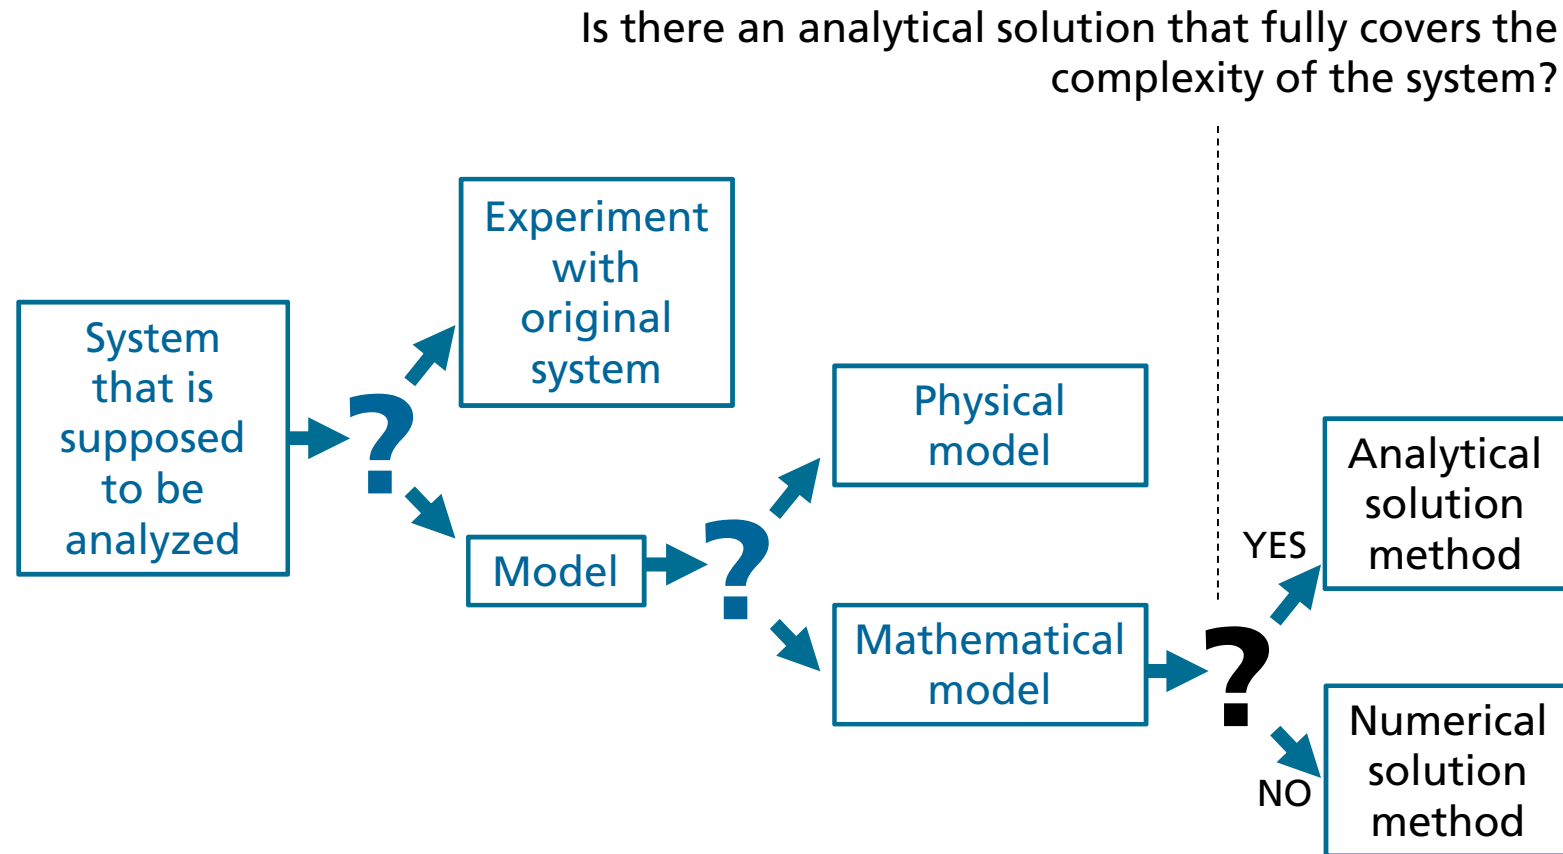 Is there an analytical solution that fully covers the
complexity of the system?
System
that is
supposed
to be
analyzed
?
Experiment
with
original
system
Model
?
Physical
model
Mathematical
model
?
YES
Analytical
solution
method
NO
Numerical
solution
method